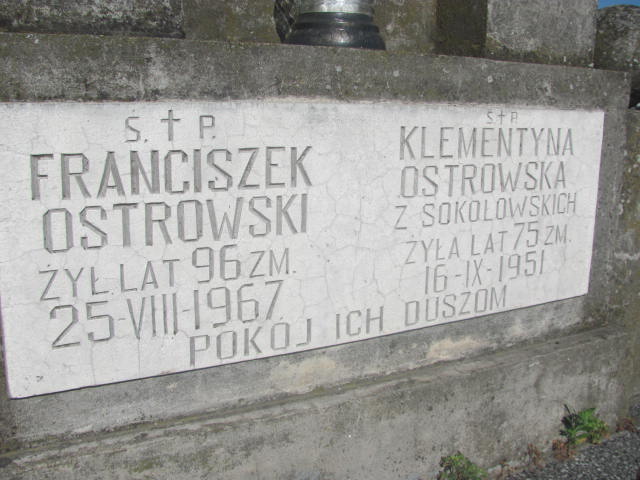 Ś. † P.
FRANCISZEK
OSTROWSKI
ŻYŁ. LAT 96 ZM.
25-VIII-1967.
Ś † P.
KLEMENTYNA
OSTROWSKA
Z SOKOŁOWSKICH
ŻYŁA LAT 75 ZM.
16-IX-1951
POKÓJ ICH DUSZOM